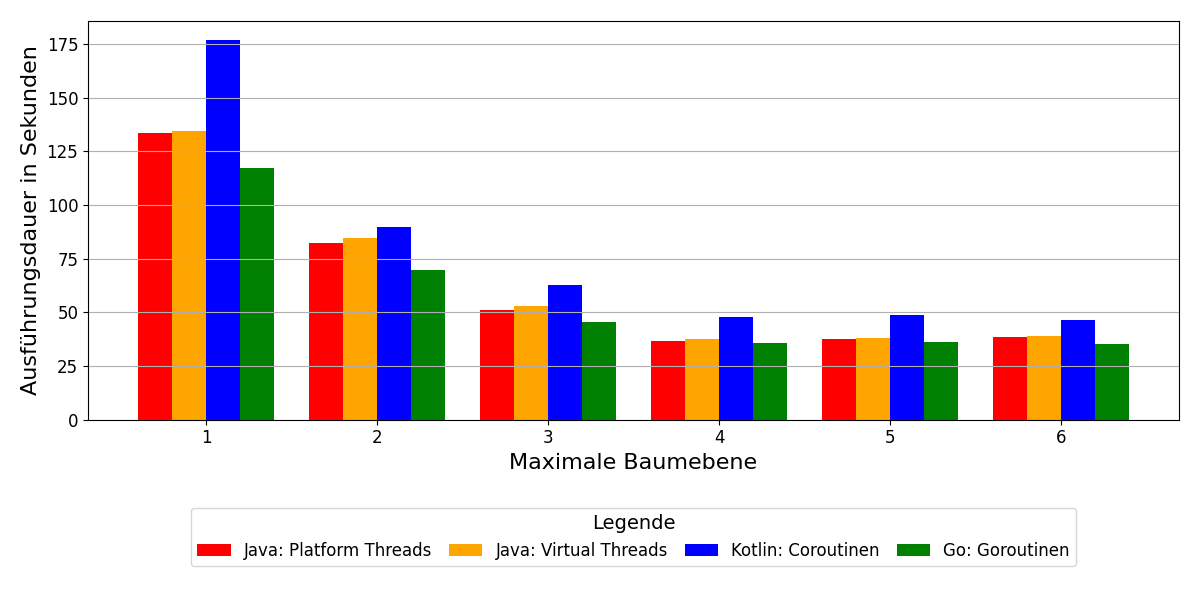 Ausführungsdauer in Sekunden
175
150
125
100
75
50
25
0
1 2 3 4 5 6
Maximale Baumebene
Legende
Java: Platform Threads Java: Virtual Threads Kotlin: Coroutinen Go: Goroutinen